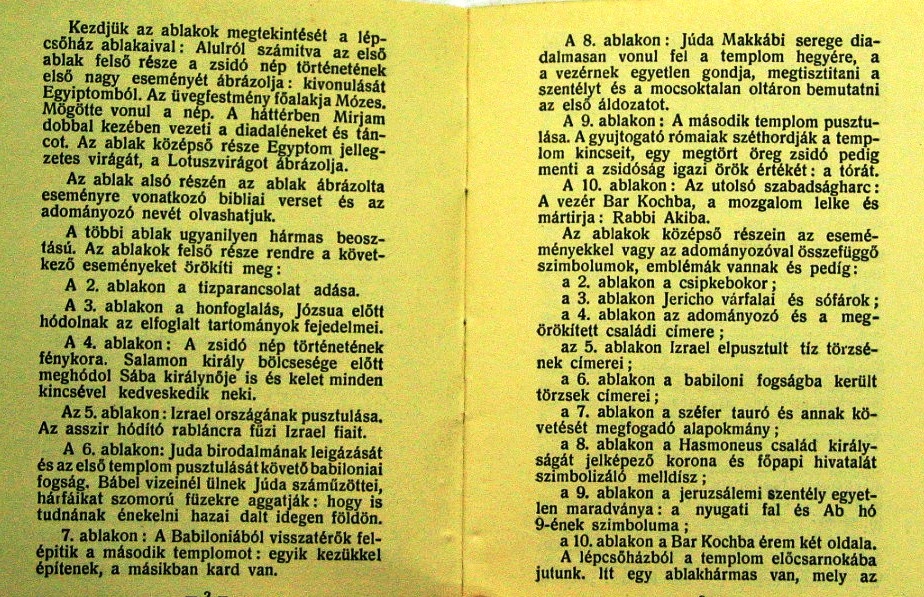 Kezdjük az ablakok megtekintését a lép-
csőház ablakaival: Alulról számítva az első
ablak felső része a zsidó nép történetének
első nagy eseményét ábrázolja: kivonulását
Egyiptomból. Az üvegfestmény főalakja Mózes.
Mögötte vonul a nép. A háttérben Mirjam
dobbal kezében vezeti a diadaléneket és tán-
cot. Az ablak középső része Egyptom jelleg-
zetes virágát, a Lotuszvirágot ábrázolja.
Az ablak alsó részén az ablak ábrázolta
eseményre vonatkozó bibliai verset és az
adományozó nevét olvashatjuk.
A többi ablak ugyanilyen hármas beosz-
tású. Az ablakok felső része rendre a követ-
kező eseményeket örökíti meg:
A 2. ablakon a tizparancsolat adása.
A 3. ablakon a honfoglalás, Józsua előtt
hódolnak az elfoglalt tartományok fejedelmei.
A 4. ablakon: A zsidó nép történetének
fénykora. Salamon király bölcsesége előtt
meghódol Sába királynője is és kelet minden
kincsével kedveskedik neki.
Az 5. ablakon: Izrael országának pusztulása.
Az asszir hódító rabláncra fűzi Izrael fiait.
A 6. ablakon: Juda birodalmának leigázását
és az első templom pusztulását követő babiloniai
fogság. Bábel vizeinél ülnek Júda száműzöttei,
hárfáikat szomorú füzekre aggatják: hogy is
tudnának énekelni hazai dalt idegen földön.
7. ablakon: A Babiloniából visszatérők fel-
épitik a második templomot: egyik kezükkel
építenek, a másikban kard van.
A 8. ablakon: Júda Makkábi serege dia-
dalmasan vonul fel a templom hegyére, a
a vezérnek egyetlen gondja, megtisztitani a
szentélyt és a mocsoktalan oltáron bemutatni
az első áldozatot.
A 9. ablakon: A második templom pusztu-
lása. A gyujtogató rómaiak széthordják a temp-
lom kincseit, egy megtört öreg zsidó pedig
menti a zsidóság igazi örök értékét: a tórát.
A 10. ablakon: Az utolsó szabadságharc:
A vezér Bar Kochba, a mozgalom lelke és
mártirja: Rabbi Akiba.
Az ablakok középső részein az esemé-
ményekkel vagy az adományozóval összefüggő
szimbolumok, emblémák vannak és pedíg:
a 2. ablakon a csipkebokor;
a 3. ablakon Jericho várfalai és sófárok;
a 4. ablakon az adományozó és a meg-
örökített családi címere;
az 5. ablakon Izrael elpusztult tíz törzsé-
nek címerei;
a 6. ablakon a babiloni fogságba került
törzsek címerei;
a 7. ablakon a széfer tauró és annak kö-
vetését megfogadó alapokmány;
a 8. ablakon a Hasmoneus család király-
ságát jelképező korona és főpapi hivatalát
szimbolizáló melldisz;
a 9. ablakon a jeruzsálemi szentély egyet-
len maradványa: a nyugati fal és Ab hó
9-ének szimboluma;
a 10. ablakon a Bar Kochba érem két oldala.
A lépcsőházból a templom előcsarnokába
jutunk. Itt egy ablakhármas van, mely az